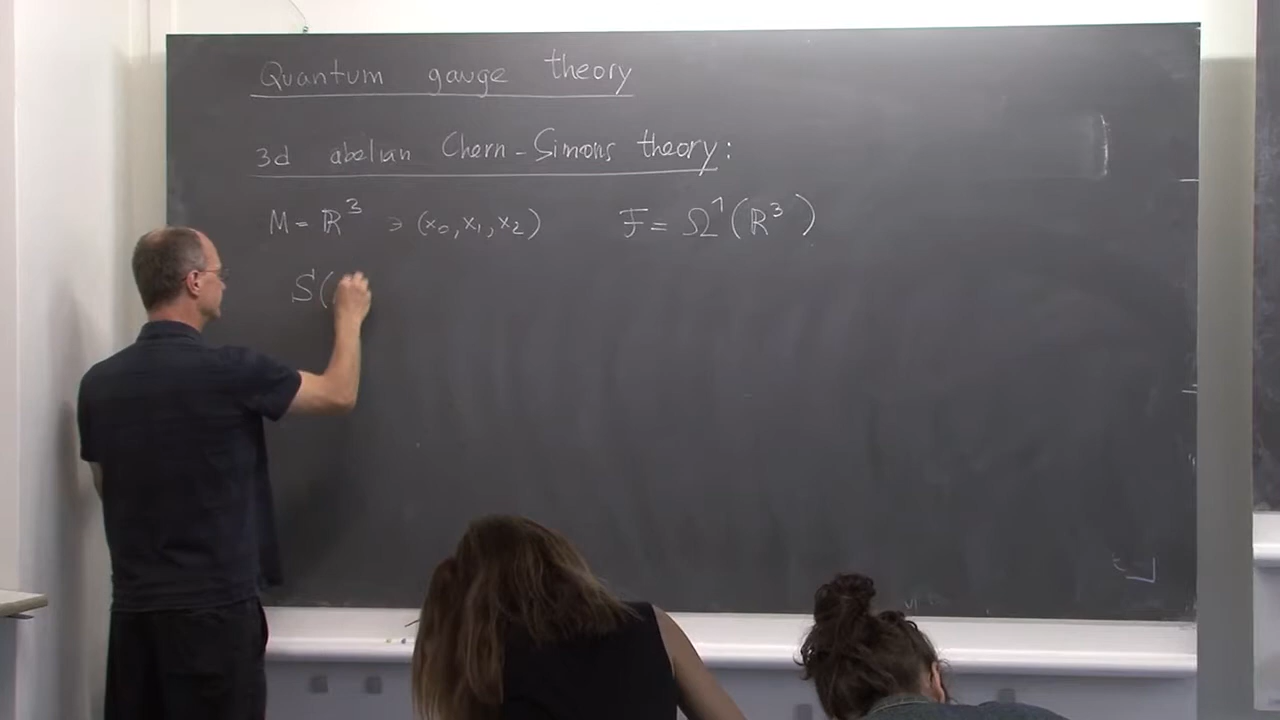 Quantum gauge theory
3d abelian Chern-Simons theory:
M = ℝ³ ∋ (x₀, x₁, x₂) F = Ω¹(ℝ³)
S(